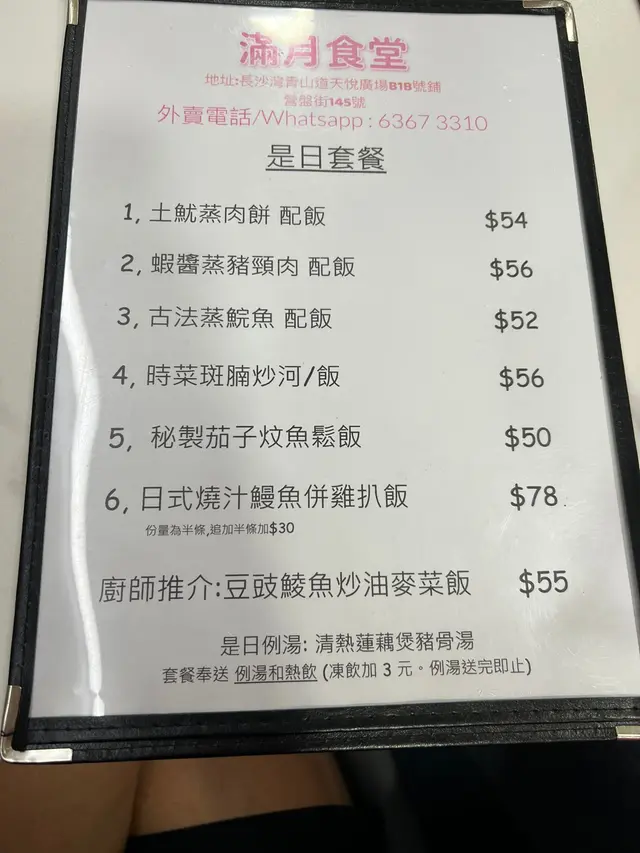 滿月食堂
地址:長沙灣青山道天悅廣場B1B號鋪
營盤街145號
外賣電話/Whatsapp : 6367 3310
是日套餐
1, 土魷蒸肉餅 配飯 $54
2, 蝦醬蒸豬頸肉 配飯 $56
3, 古法蒸鯇魚 配飯 $52
4, 時菜斑腩炒河/飯 $56
5, 秘製茄子炆魚鬆飯 $50
6, 日式燒汁鰻魚併雞扒飯 $78
份量為半條,追加半條加$30
廚師推介:豆豉鯪魚炒油麥菜飯 $55
是日例湯: 清熱蓮藕煲豬骨湯
套餐奉送 例湯和熱飲 (凍飲加 3 元。例湯送完即止)